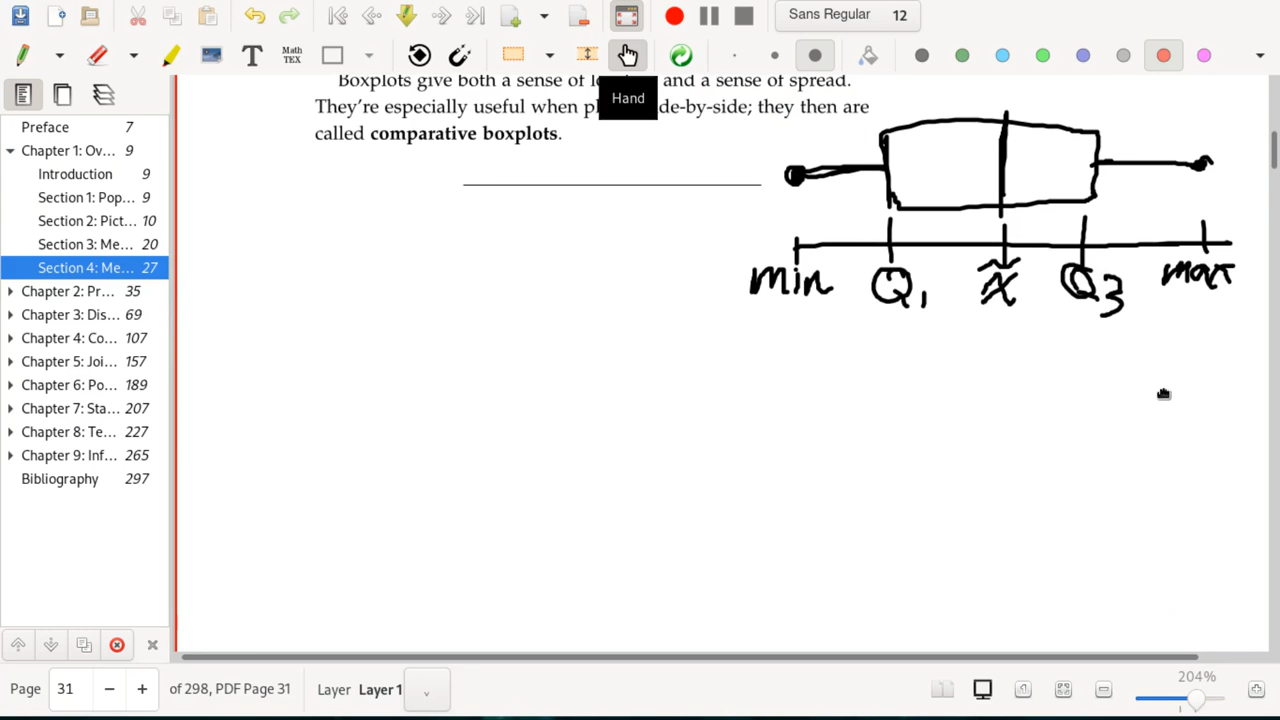 Sans Regular 12
Math
TEX
Preface 7
Chapter 1: Ov... 9
Introduction 9
Section 1: Pop... 9
Section 2: Pict... 10
Section 3: Me... 20
Section 4: Me... 27
Chapter 2: Pr... 35
Chapter 3: Dis... 69
Chapter 4: Co... 107
Chapter 5: Joi... 157
Chapter 6: Po... 189
Chapter 7: Sta... 207
Chapter 8: Te... 227
Chapter 9: Inf... 265
Bibliography 297
Boxplots give both a sense of lo and a sense of spread.
They're especially useful when pl de-by-side; they then are
called comparative boxplots.
Hand
min Q₁ x̃ Q₃ max
Page 31 of 298, PDF Page 31 Layer Layer 1 204%